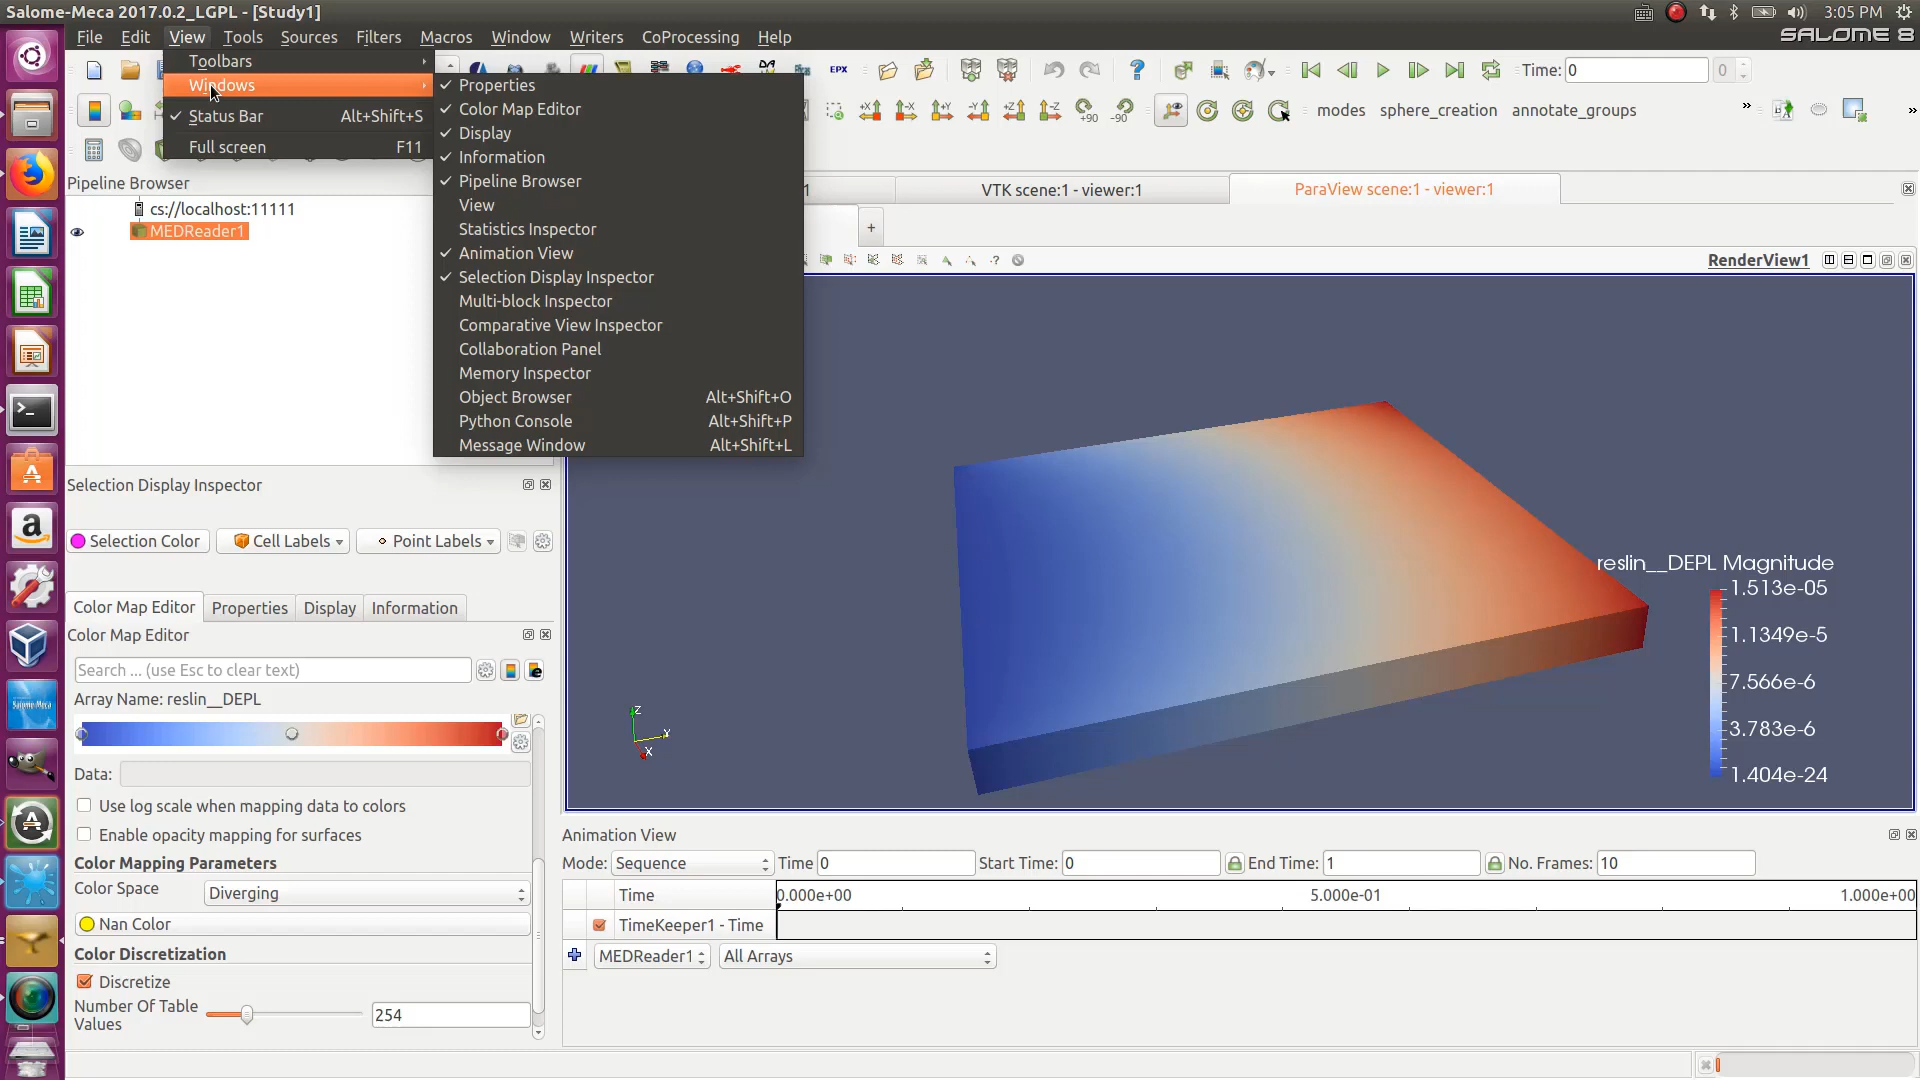 Salome-Meca 2017.0.2_LGPL - [Study1]
3:05 PM
File Edit View Tools Sources Filters Macros Window Writers CoProcessing Help
SALOME 8
Toolbars
Windows
Status Bar Alt+Shift+S
Full screen F11
Properties
Color Map Editor
Display
Information
Pipeline Browser
View
Statistics Inspector
Animation View
Selection Display Inspector
Multi-block Inspector
Comparative View Inspector
Collaboration Panel
Memory Inspector
Object Browser Alt+Shift+O
Python Console Alt+Shift+P
Message Window Alt+Shift+L
EPX
Time: 0
0
+X -X +Y -Y +Z -Z +90 -90
modes sphere_creation annotate_groups
Pipeline Browser
cs://localhost:11111
MEDReader1
1
VTK scene:1 - viewer:1
ParaView scene:1 - viewer:1
+
RenderView1
reslin__DEPL Magnitude
1.513e-05
1.1349e-5
7.566e-6
3.783e-6
1.404e-24
Z
Y
X
Selection Display Inspector
Selection Color
Cell Labels
Point Labels
Color Map Editor
Properties
Display
Information
Color Map Editor
Search ... (use Esc to clear text)
Array Name: reslin__DEPL
Data:
Use log scale when mapping data to colors
Enable opacity mapping for surfaces
Color Mapping Parameters
Color Space Diverging
Nan Color
Color Discretization
Discretize
Number Of Table
Values
254
Animation View
Mode: Sequence Time 0 Start Time: 0 End Time: 1 No. Frames: 10
Time 0.000e+00 5.000e-01 1.000e+00
TimeKeeper1 - Time
MEDReader1 All Arrays
Salome-Meca